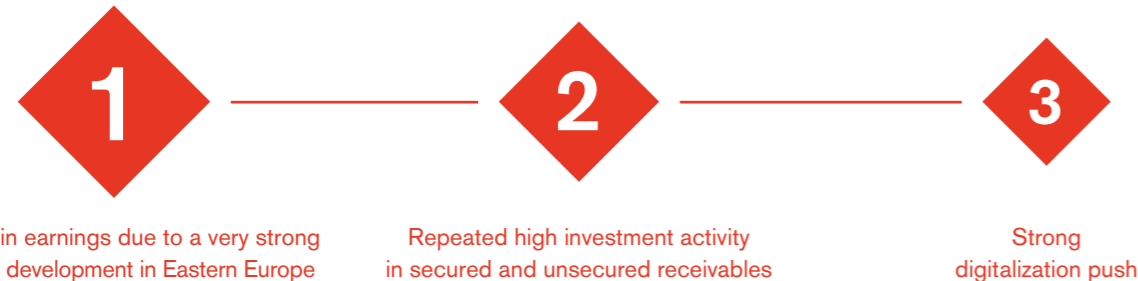 1
2
3
in earnings due to a very strong
development in Eastern Europe
Repeated high investment activity
in secured and unsecured receivables
Strong
digitalization push